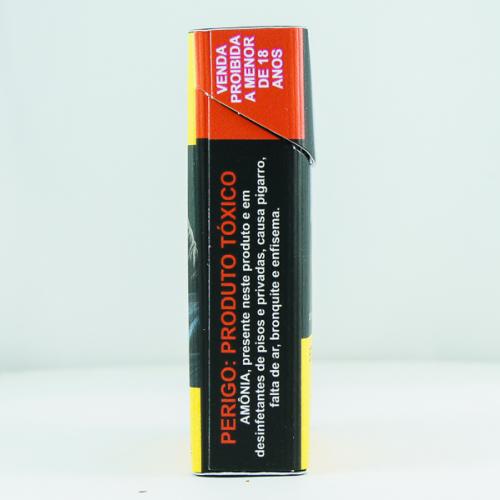 VENDA
PROIBIDA
A MENOR
DE 18
ANOS
PERIGO: PRODUTO TÓXICO
AMÔNIA, presente neste produto e em
desinfetantes de pisos e privadas, causa pigarro,
falta de ar, bronquite e enfisema.